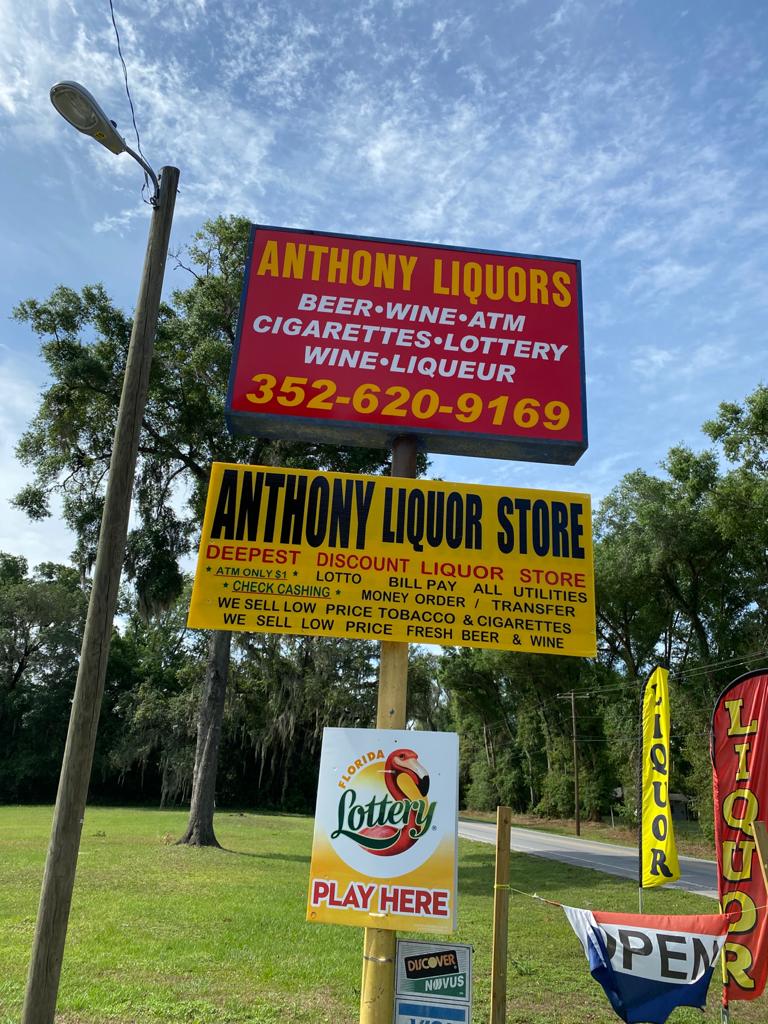 ANTHONY LIQUORS
BEER•WINE•ATM
CIGARETTES•LOTTERY
WINE•LIQUEUR
352-620-9169
ANTHONY LIQUOR STORE
DEEPEST DISCOUNT LIQUOR STORE
* ATM ONLY $1 * LOTTO BILL PAY ALL UTILITIES
* CHECK CASHING * MONEY ORDER / TRANSFER
WE SELL LOW PRICE TOBACCO & CIGARETTES
WE SELL LOW PRICE FRESH BEER & WINE
FLORIDA
Lottery®
PLAY HERE
DISCOVER
NOVUS
VISA
LIQUOR
LIQUOR
OPEN